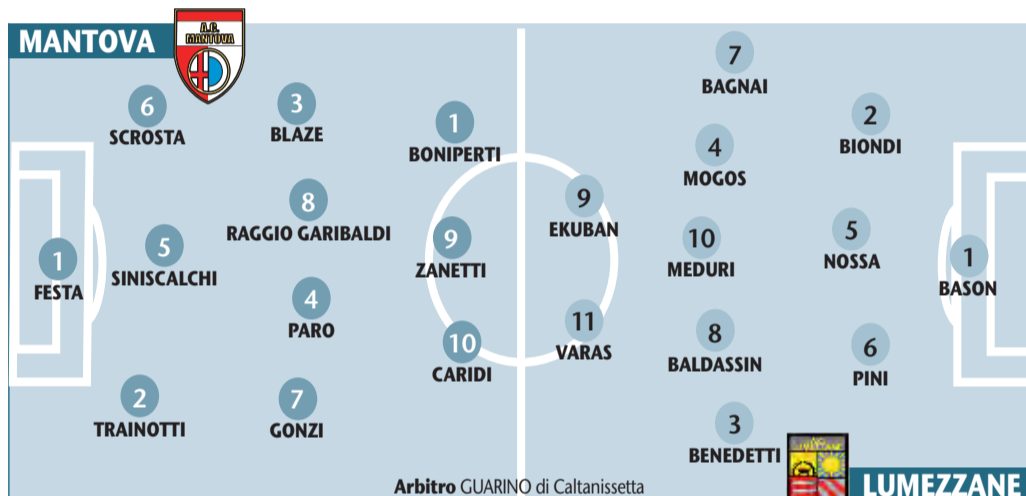 MANTOVA
A.C.
MANTOVA
6
SCROSTA
3
BLAZE
1
BONIPERTI
8
RAGGIO GARIBALDI
1
FESTA
5
SINISCALCHI
9
ZANETTI
4
PARO
10
CARIDI
2
TRAINOTTI
7
GONZI
7
BAGNAI
2
BIONDI
4
MOGOS
9
EKUBAN
10
MEDURI
5
NOSSA
1
BASON
11
VARAS
8
BALDASSIN
6
PINI
3
BENEDETTI
LUMEZZANE
Arbitro GUARINO di Caltanissetta